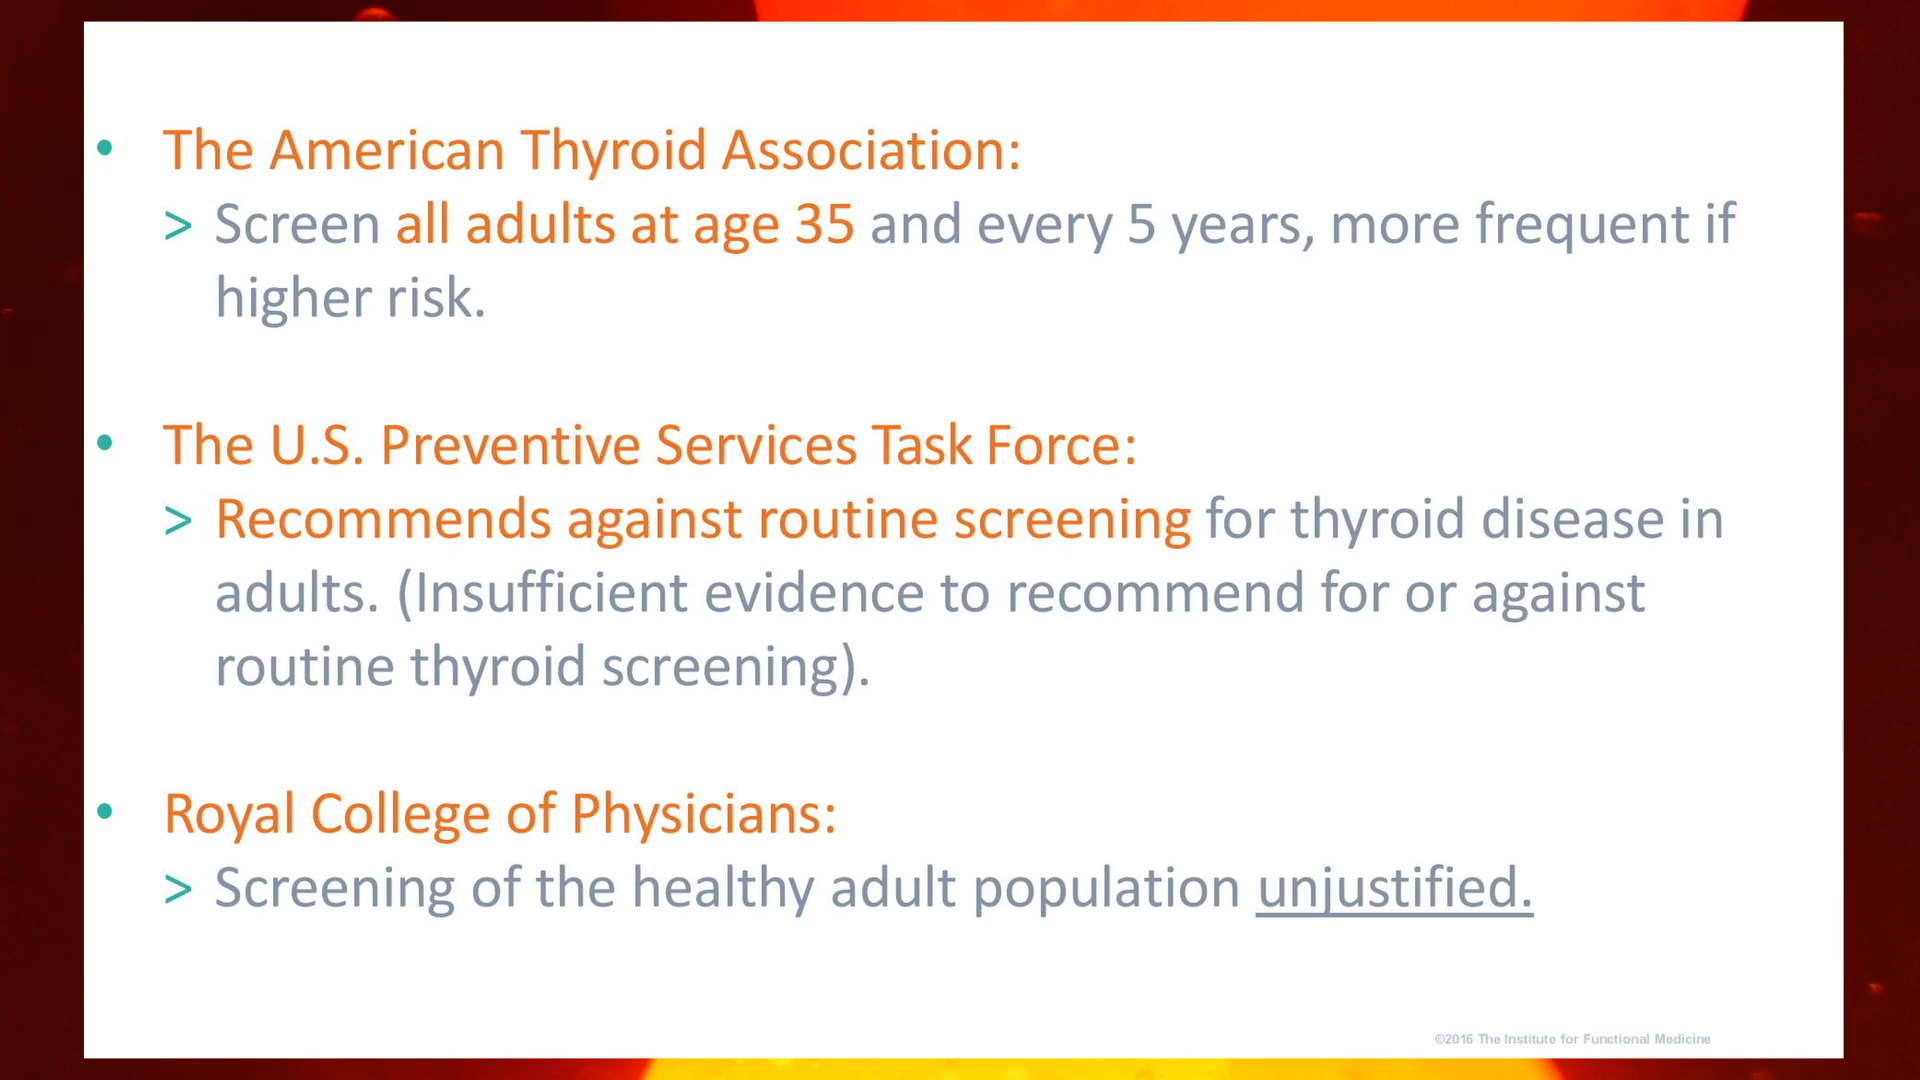 • The American Thyroid Association:
> Screen all adults at age 35 and every 5 years, more frequent if
higher risk.
• The U.S. Preventive Services Task Force:
> Recommends against routine screening for thyroid disease in
adults. (Insufficient evidence to recommend for or against
routine thyroid screening).
• Royal College of Physicians:
> Screening of the healthy adult population unjustified.
©2016 The Institute for Functional Medicine